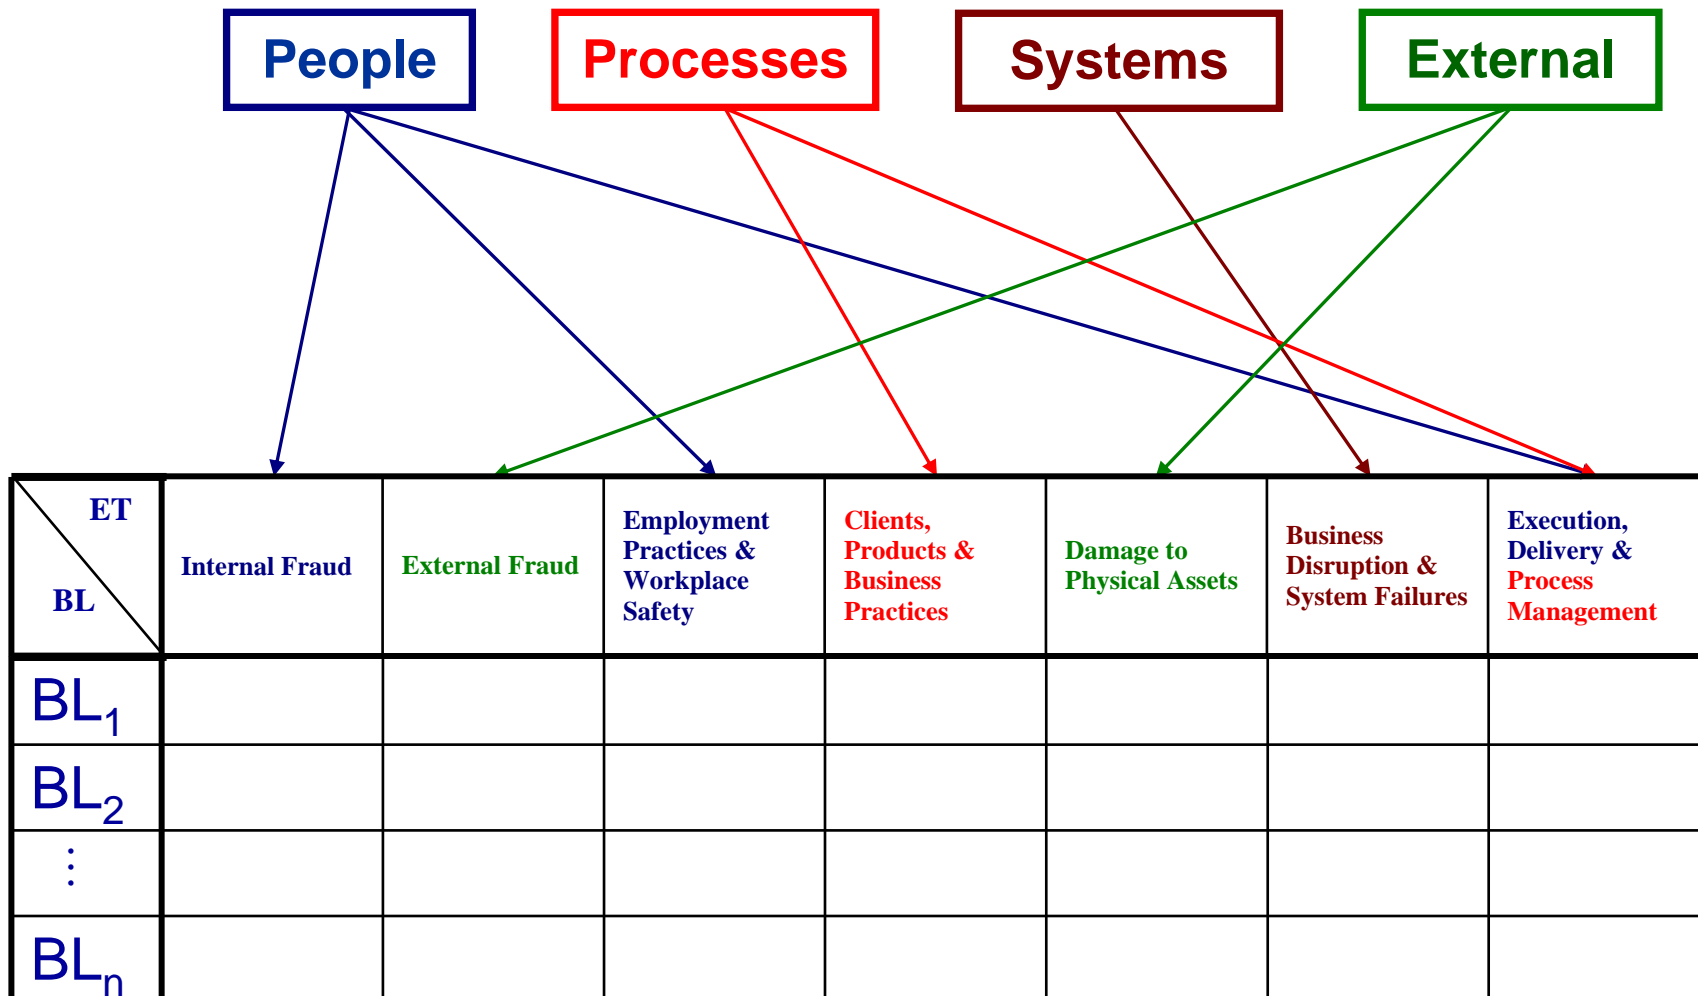 People
Processes
Systems
External
ET
BL
Internal Fraud
External Fraud
Employment
Practices &
Workplace
Safety
Clients,
Products &
Business
Practices
Damage to
Physical Assets
Business
Disruption &
System Failures
Execution,
Delivery &
Process
Management
BL1
BL2
⋮
BLn